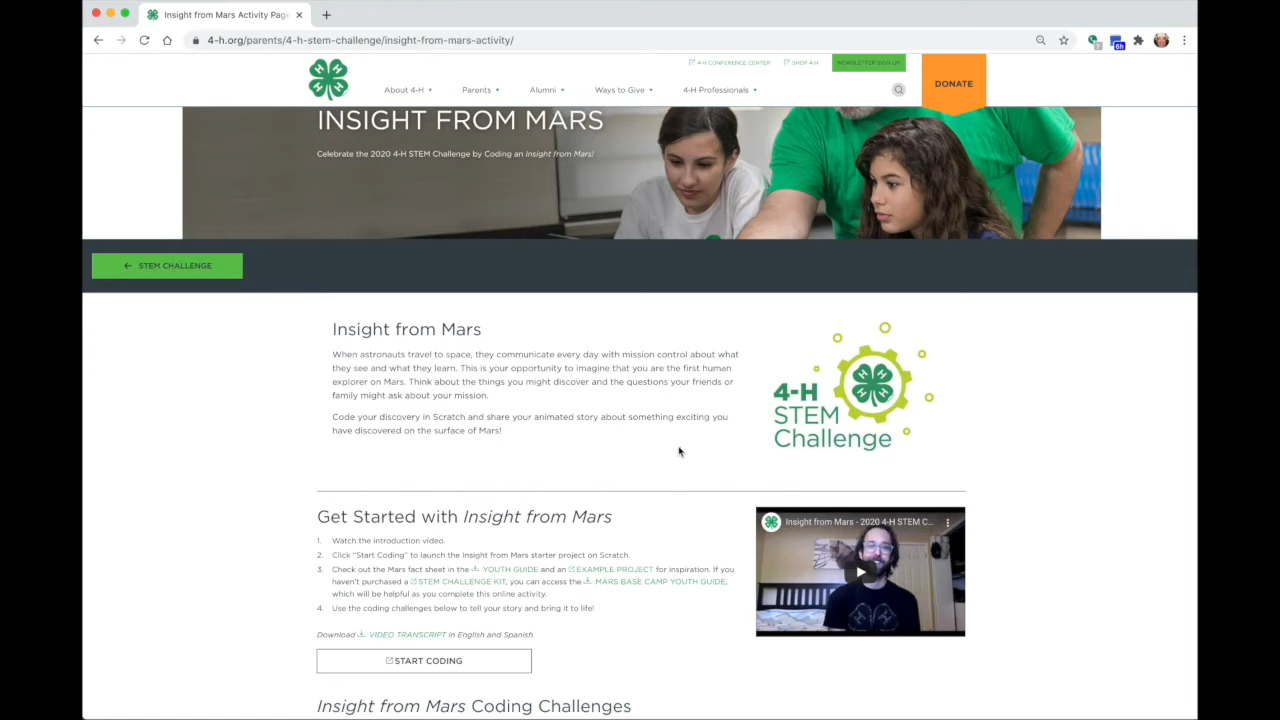 Insight from Mars Activity Page
4-h.org/parents/4-h-stem-challenge/insight-from-mars-activity/
6h
4-H CONFERENCE CENTER
SHOP 4-H
NEWSLETTER SIGN-UP
DONATE
H H
H H
About 4-H
Parents
Alumni
Ways to Give
4-H Professionals
INSIGHT FROM MARS
Celebrate the 2020 4-H STEM Challenge by Coding an Insight from Mars!
← STEM CHALLENGE
Insight from Mars
When astronauts travel to space, they communicate every day with mission control about what
they see and what they learn. This is your opportunity to imagine that you are the first human
explorer on Mars. Think about the things you might discover and the questions your friends or
family might ask about your mission.
Code your discovery in Scratch and share your animated story about something exciting you
have discovered on the surface of Mars!
H H
H H
4-H
STEM
Challenge
Get Started with Insight from Mars
1. Watch the introduction video.
2. Click "Start Coding" to launch the Insight from Mars starter project on Scratch.
3. Check out the Mars fact sheet in the YOUTH GUIDE and an EXAMPLE PROJECT for inspiration. If you
haven't purchased a STEM CHALLENGE KIT, you can access the MARS BASE CAMP YOUTH GUIDE,
which will be helpful as you complete this online activity.
4. Use the coding challenges below to tell your story and bring it to life!
Download VIDEO TRANSCRIPT in English and Spanish.
START CODING
Insight from Mars - 2020 4-H STEM C...
Insight from Mars Coding Challenges